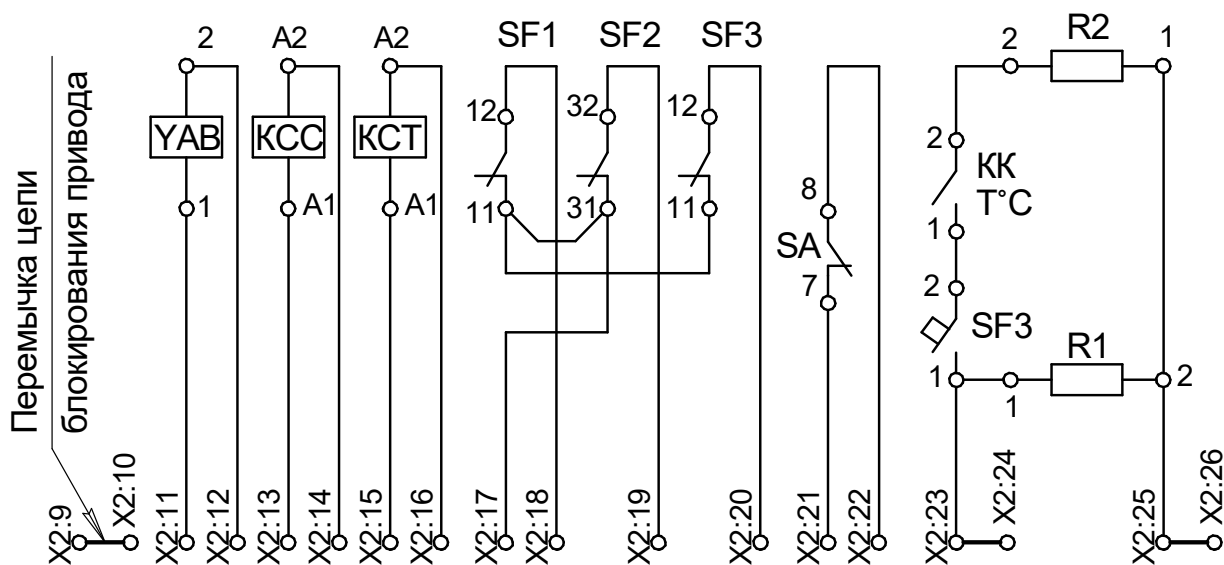 Перемычка цепи
блокирования привода
2
A2
A2
SF1
SF2
SF3
2
R2
1
12
32
12
YAB
КСС
КСТ
2
КК
T°C
1
A1
A1
11
31
11
8
SA
7
1
2
SF3
1
1
R1
2
X2:9
X2:10
X2:11
X2:12
X2:13
X2:14
X2:15
X2:16
X2:17
X2:18
X2:19
X2:20
X2:21
X2:22
X2:23
X2:24
X2:25
X2:26